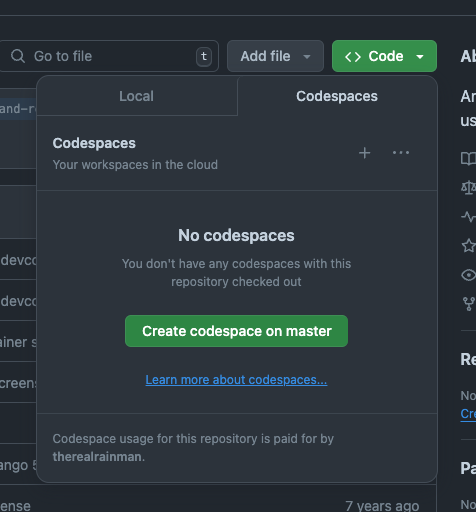 Go to file
t
Add file
Code
Ab
An
us
and-r
Local
Codespaces
Codespaces
Your workspaces in the cloud
No codespaces
You don't have any codespaces with this
repository checked out
devco
devco
Create codespace on master
ainer s
Learn more about codespaces...
creens
Re
No
Cre
Codespace usage for this repository is paid for by
therealrainman.
ango 5
Pa
ense
7 years ago
No